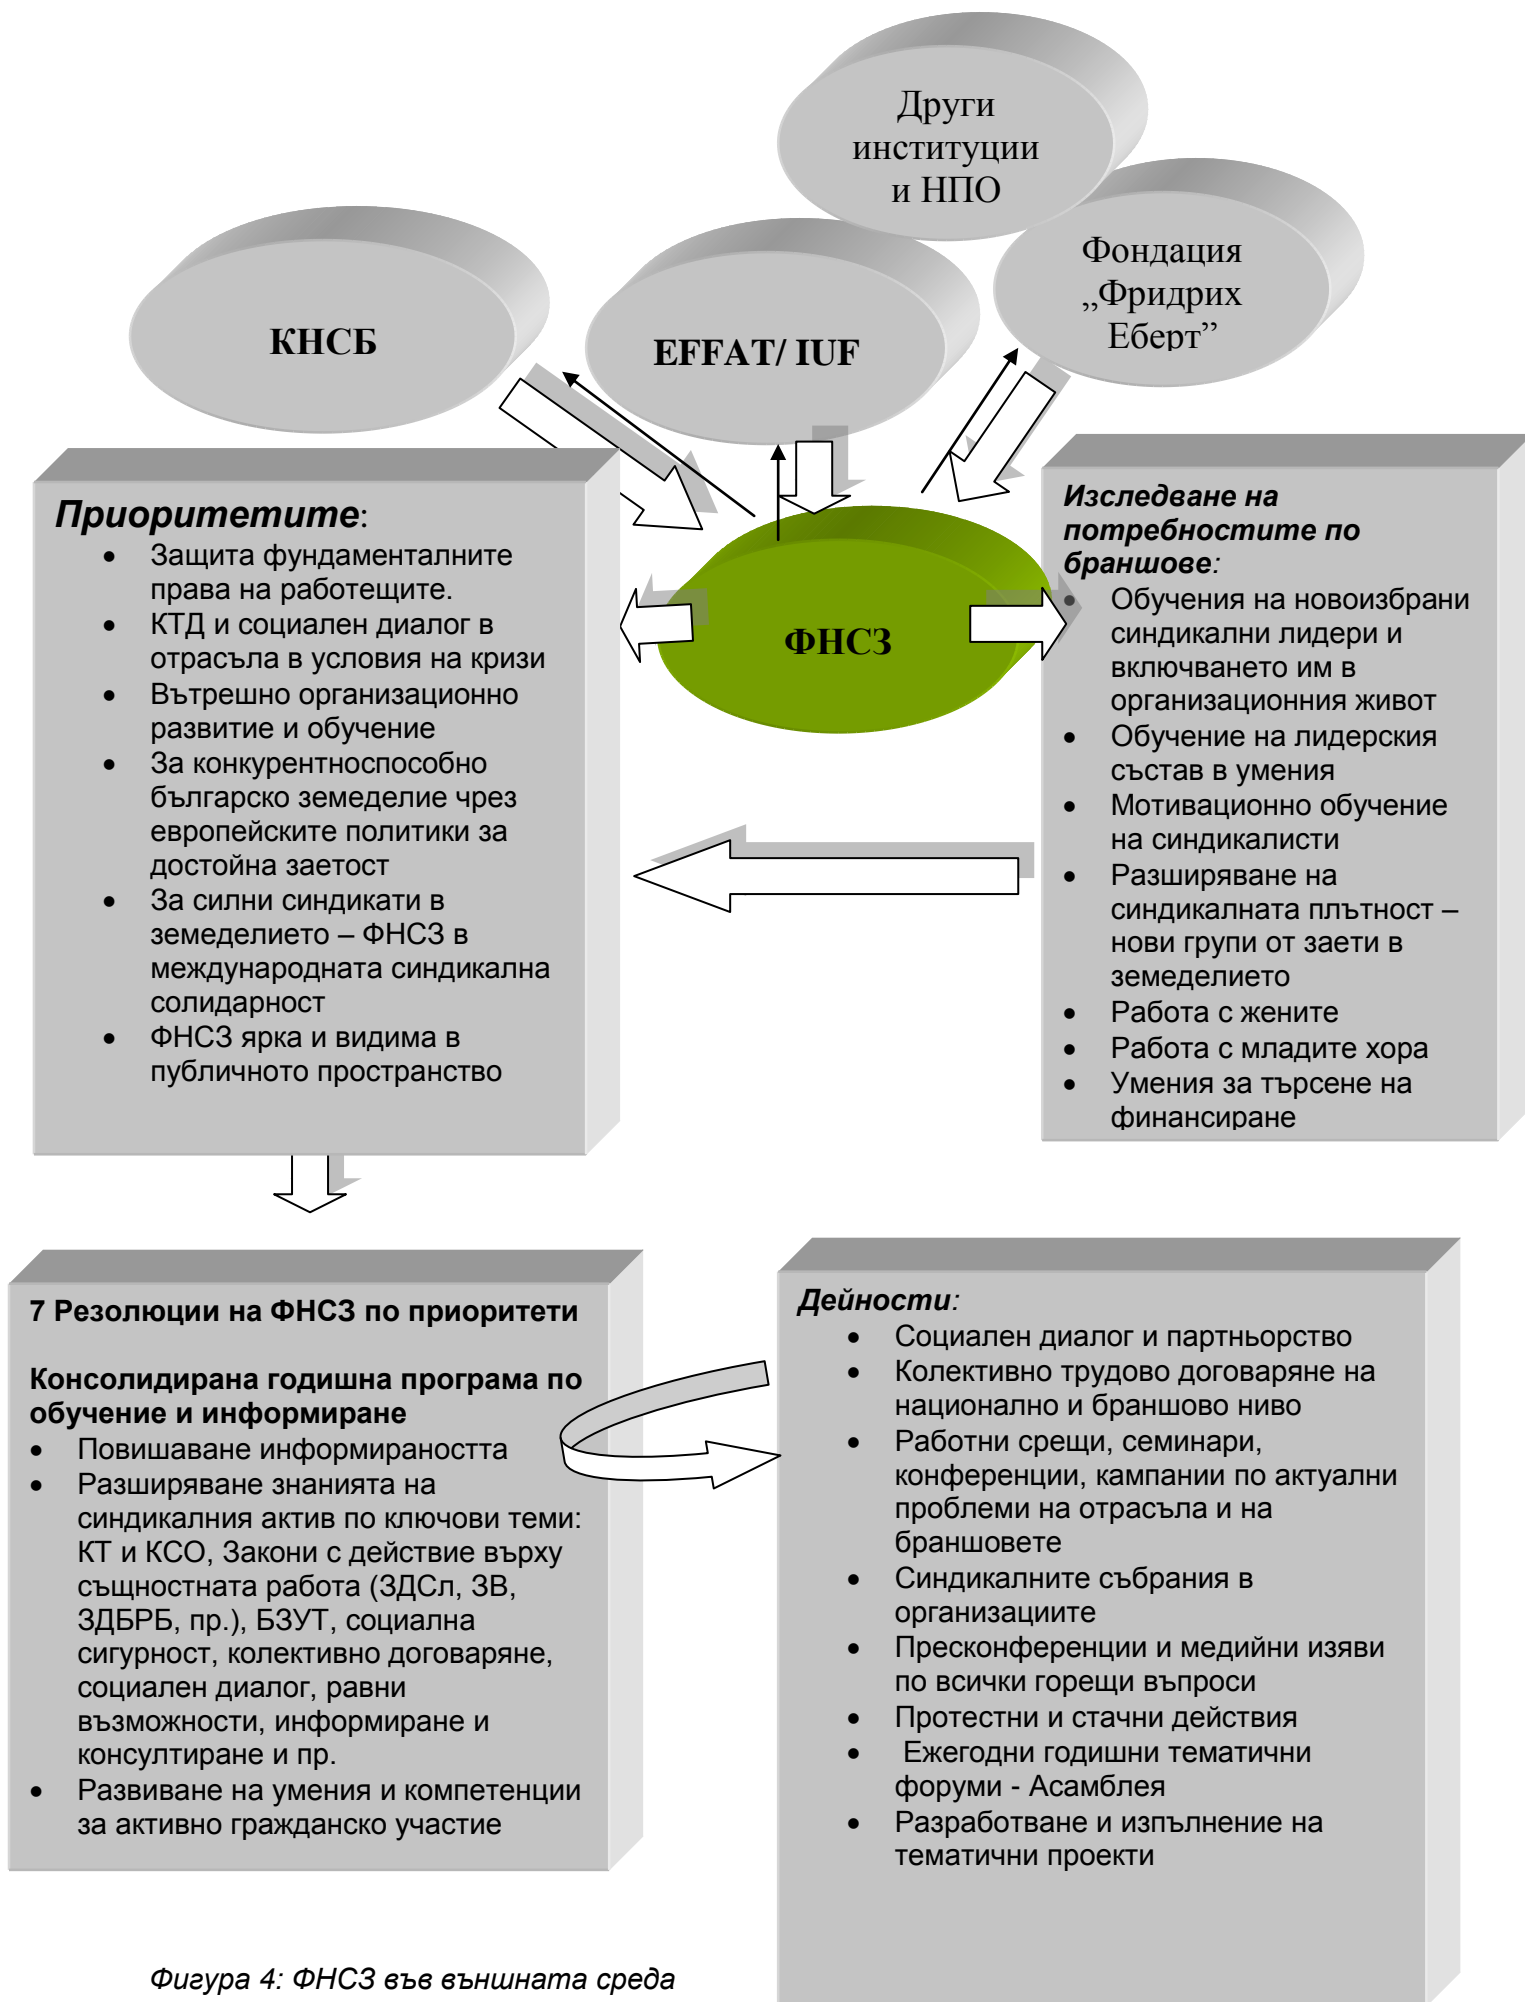 Други
институции
и НПО
Фондация
„Фридрих
Еберт”
КНСБ
EFFAT/ IUF
ФНСЗ
Приоритетите:
• Защита фундаменталните
права на работещите.
• КТД и социален диалог в
отрасъла в условия на кризи
• Вътрешно организационно
развитие и обучение
• За конкурентноспособно
българско земеделие чрез
европейските политики за
достойна заетост
• За силни синдикати в
земеделието – ФНСЗ в
международната синдикална
солидарност
• ФНСЗ ярка и видима в
публичното пространство
Изследване на
потребностите по
браншове:
• Обучения на новоизбрани
синдикални лидери и
включването им в
организационния живот
• Обучение на лидерския
състав в умения
• Мотивационно обучение
на синдикалисти
• Разширяване на
синдикалната плътност –
нови групи от заети в
земеделието
• Работа с жените
• Работа с младите хора
• Умения за търсене на
финансиране
7 Резолюции на ФНСЗ по приоритети
Консолидирана годишна програма по
обучение и информиране
• Повишаване информираността
• Разширяване знанията на
синдикалния актив по ключови теми:
КТ и КСО, Закони с действие върху
същностната работа (ЗДСл, ЗВ,
ЗДБРБ, пр.), БЗУТ, социална
сигурност, колективно договаряне,
социален диалог, равни
възможности, информиране и
консултиране и пр.
• Развиване на умения и компетенции
за активно гражданско участие
Дейности:
• Социален диалог и партньорство
• Колективно трудово договаряне на
национално и браншово ниво
• Работни срещи, семинари,
конференции, кампании по актуални
проблеми на отрасъла и на
браншовете
• Синдикалните събрания в
организациите
• Пресконференции и медийни изяви
по всички горещи въпроси
• Протестни и стачни действия
• Ежегодни годишни тематични
форуми - Асамблея
• Разработване и изпълнение на
тематични проекти
Фигура 4: ФНСЗ във външната среда